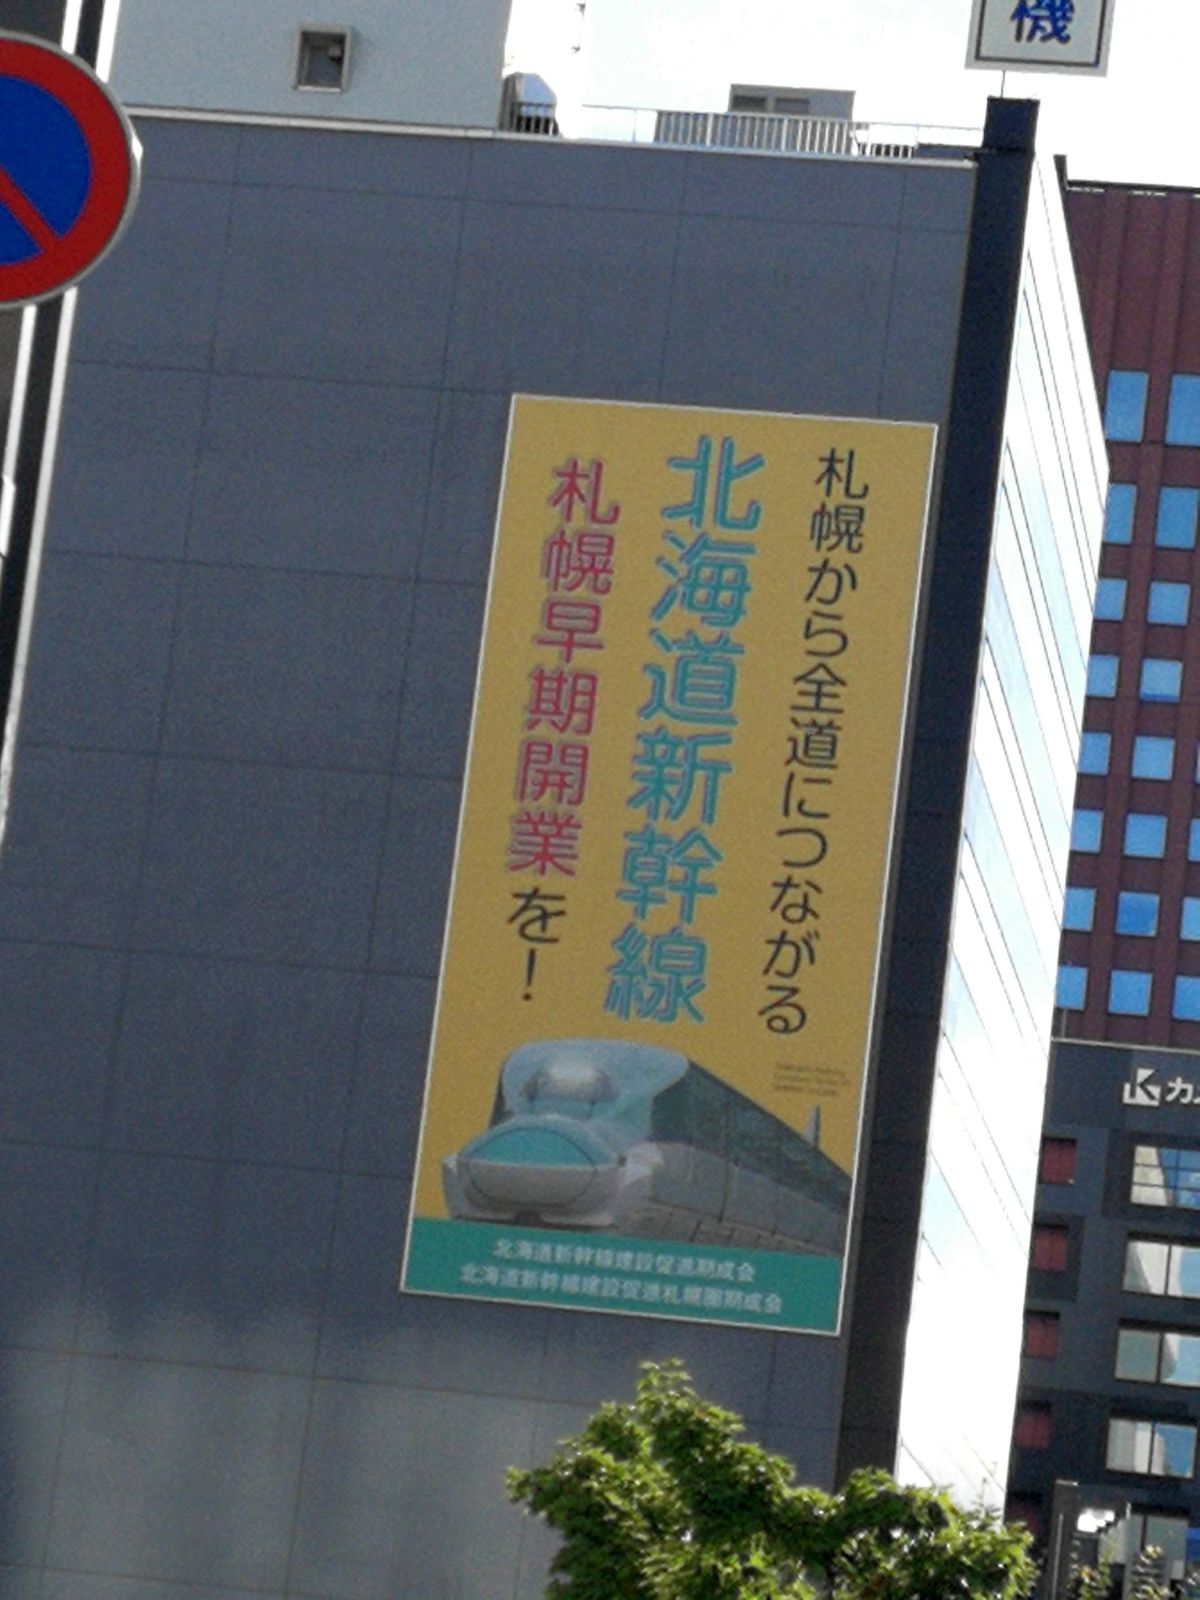 機
札幌から全道につながる
北海道新幹線
札幌早期開業を！
北海道新幹線建設促進期成会
北海道新幹線建設促進札幌圏期成会
カ